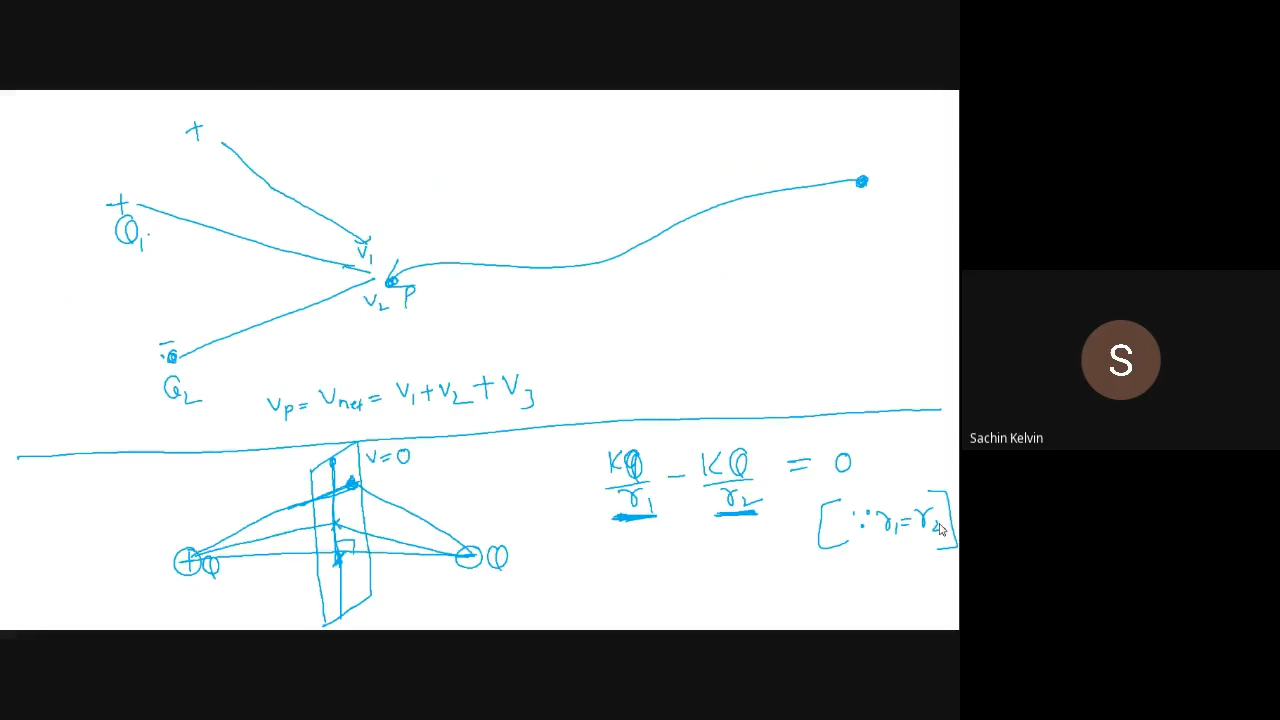 +
+
Q₁
V₁
V₂ P
−
Q₂
Vp = Vnet = V₁ + V₂ + V3
V=0
KQ/r₁ − KQ/r₂ = 0
[∵ r₁ = r₂]
+ Q
− Q
S
Sachin Kelvin